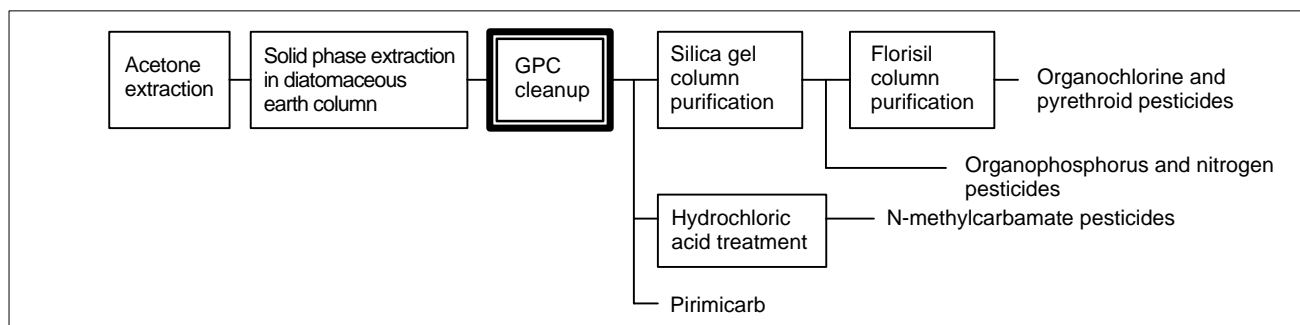 Acetone
extraction
Solid phase extraction
in diatomaceous
earth column
GPC
cleanup
Silica gel
column
purification
Florisil
column
purification
Organochlorine and
pyrethroid pesticides
Organophosphorus and nitrogen
pesticides
Hydrochloric
acid treatment
N-methylcarbamate pesticides
Pirimicarb